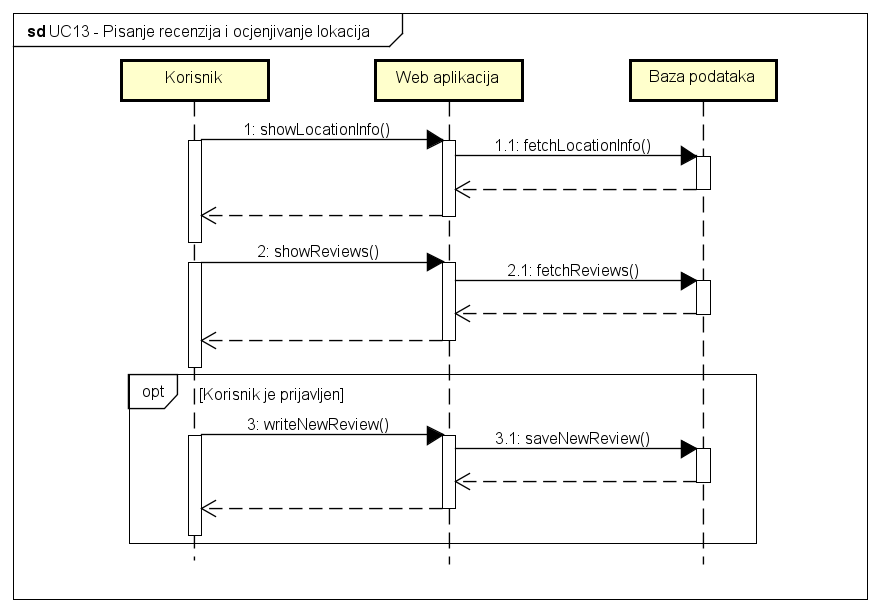 sd UC13 - Pisanje recenzija i ocjenjivanje lokacija
Korisnik
Web aplikacija
Baza podataka
1: showLocationInfo()
1.1: fetchLocationInfo()
2: showReviews()
2.1: fetchReviews()
opt
[Korisnik je prijavljen]
3: writeNewReview()
3.1: saveNewReview()